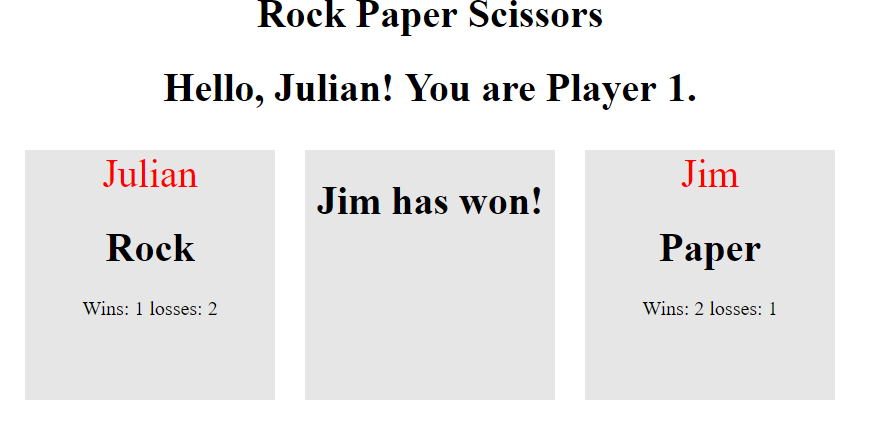 Rock Paper Scissors
Hello, Julian! You are Player 1.
Julian
Rock
Wins: 1 losses: 2
Jim has won!
Jim
Paper
Wins: 2 losses: 1